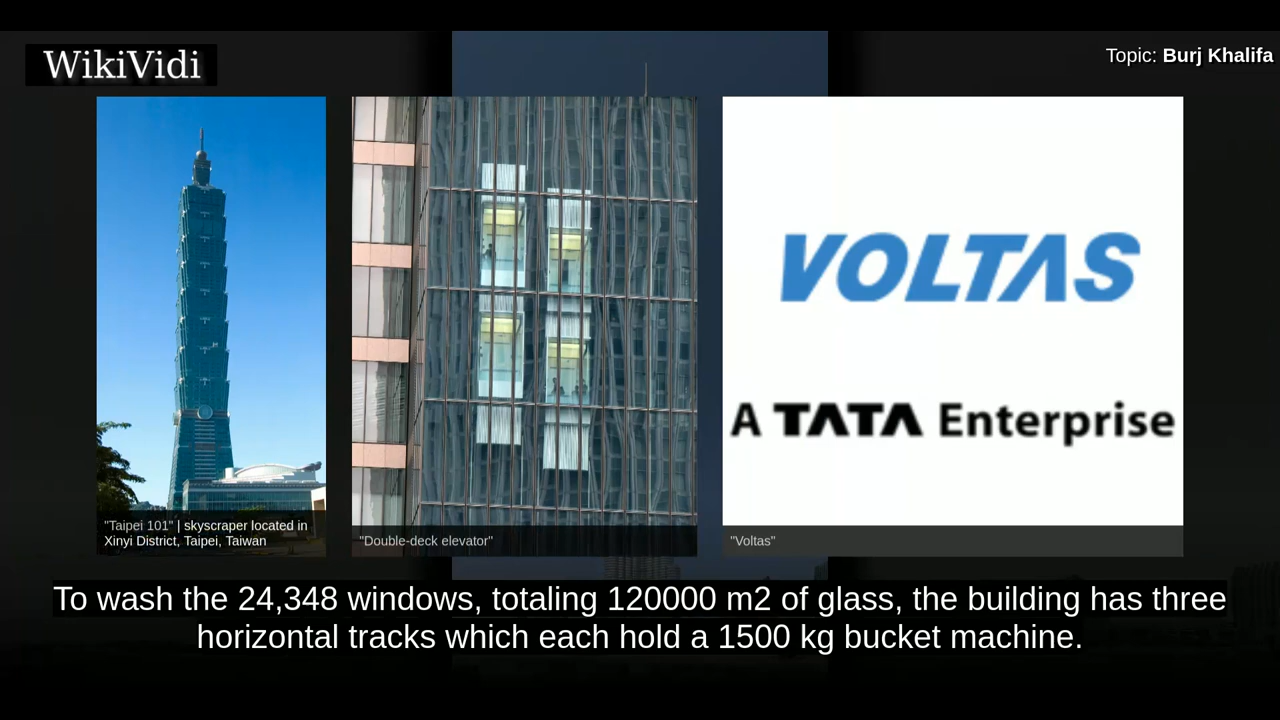 WikiVidi
Topic: Burj Khalifa
VOLTAS
A TATA Enterprise
"Taipei 101" | skyscraper located in
Xinyi District, Taipei, Taiwan
"Double-deck elevator"
"Voltas"
To wash the 24,348 windows, totaling 120000 m2 of glass, the building has three
horizontal tracks which each hold a 1500 kg bucket machine.